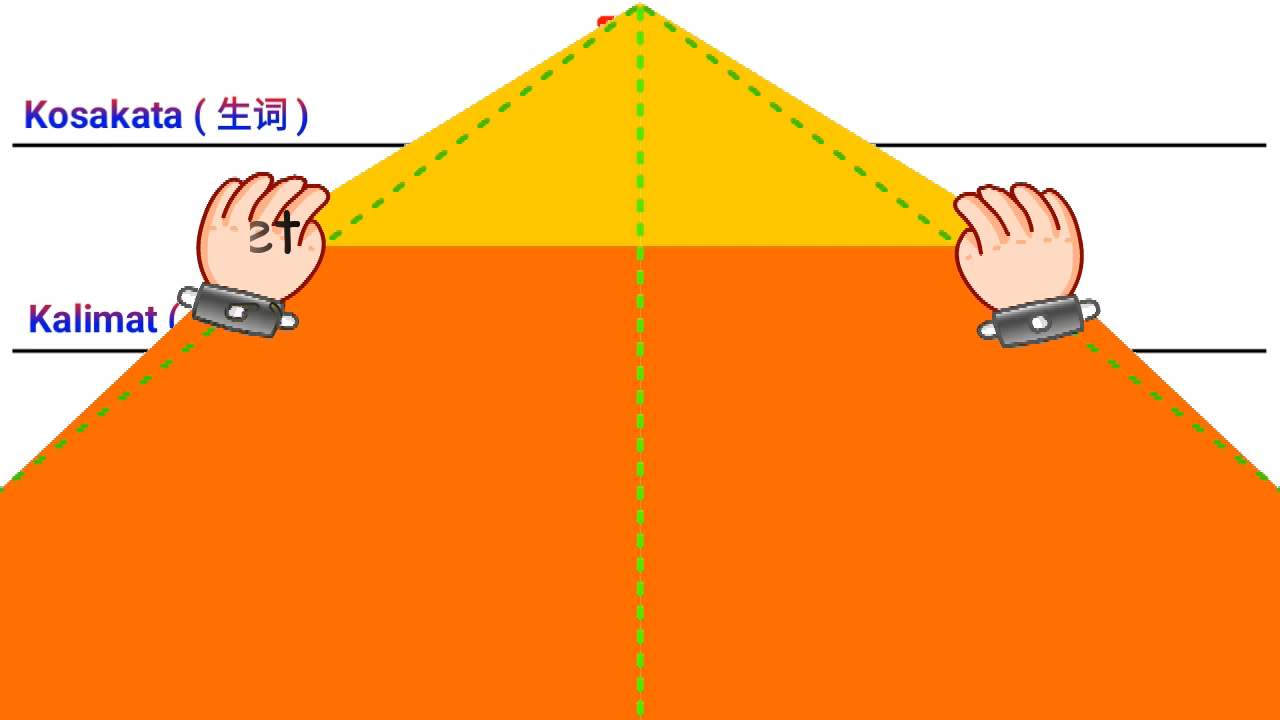 Kosakata ( 生词 )
Kalimat (